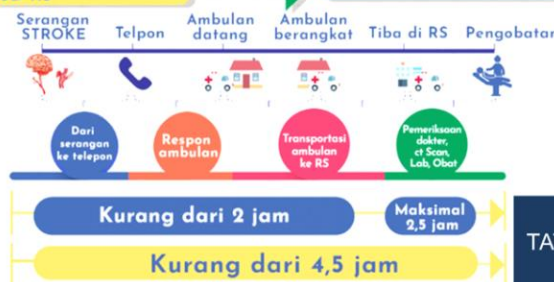 Serangan
STROKE
Telpon
Ambulan
datang
Ambulan
berangkat
Tiba di RS
Pengobatan
Dari
serangan
ke telepon
Respon
ambulan
Transportasi
ambulan
ke RS
Pemeriksaan
dokter,
ct Scan,
Lab, Obat
Kurang dari 2 jam
Maksimal
2,5 jam
Kurang dari 4,5 jam